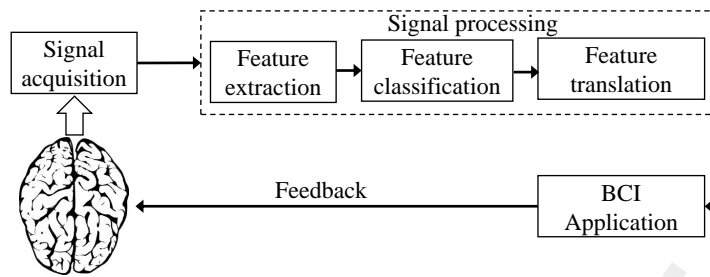 Signal processing
Signal
acquisition
Feature
extraction
Feature
classification
Feature
translation
Feedback
BCI
Application